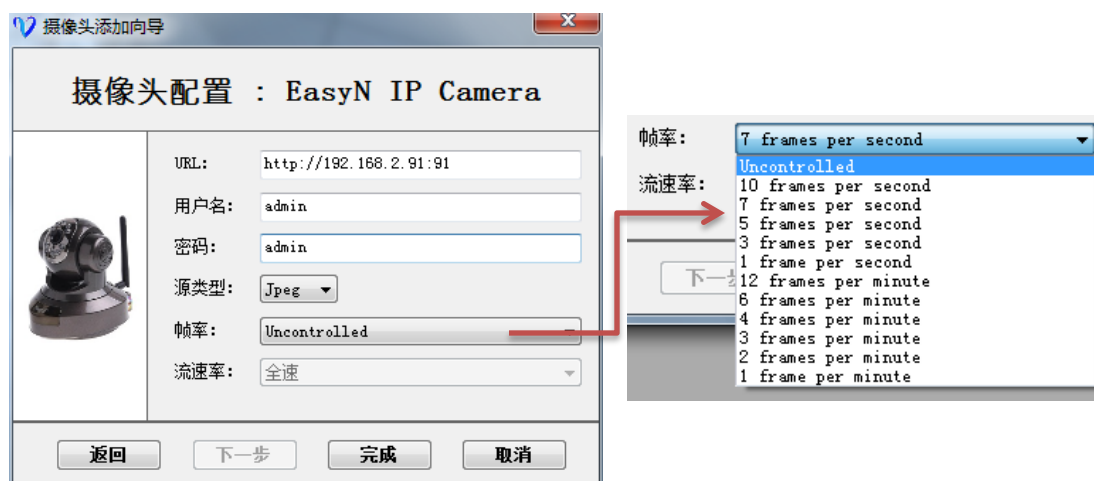 摄像头添加向导
摄像头配置 : EasyN IP Camera
URL: http://192.168.2.91:91
用户名: admin
密码: admin
源类型: Jpeg
帧率: Uncontrolled
流速率: 全速
返回 下一步 完成 取消
帧率: 7 frames per second
流速率:
Uncontrolled
10 frames per second
7 frames per second
5 frames per second
3 frames per second
1 frame per second
12 frames per minute
6 frames per minute
4 frames per minute
3 frames per minute
2 frames per minute
1 frame per minute
下一